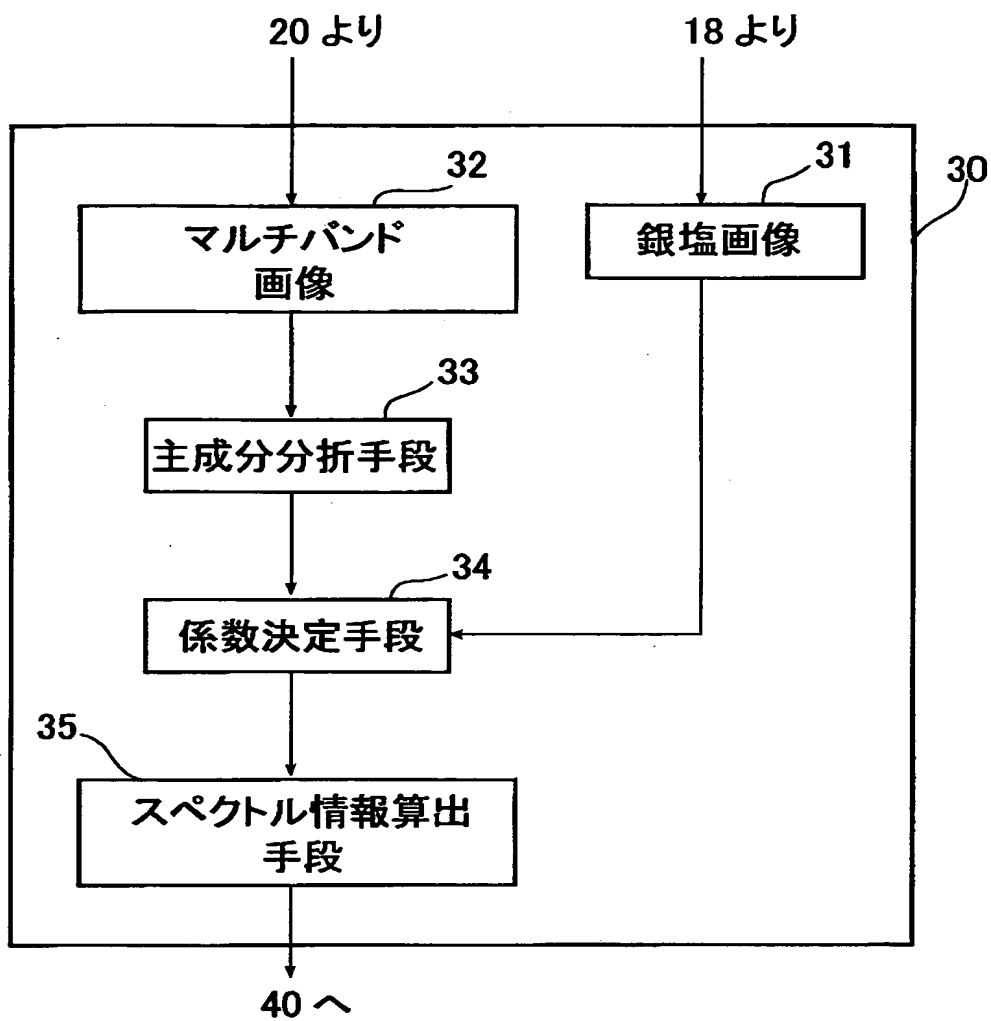 20 より
18 より
32
31
30
マルチバンド
画像
銀塩画像
33
主成分分折手段
34
係数決定手段
35
スペクトル情報算出
手段
40 へ